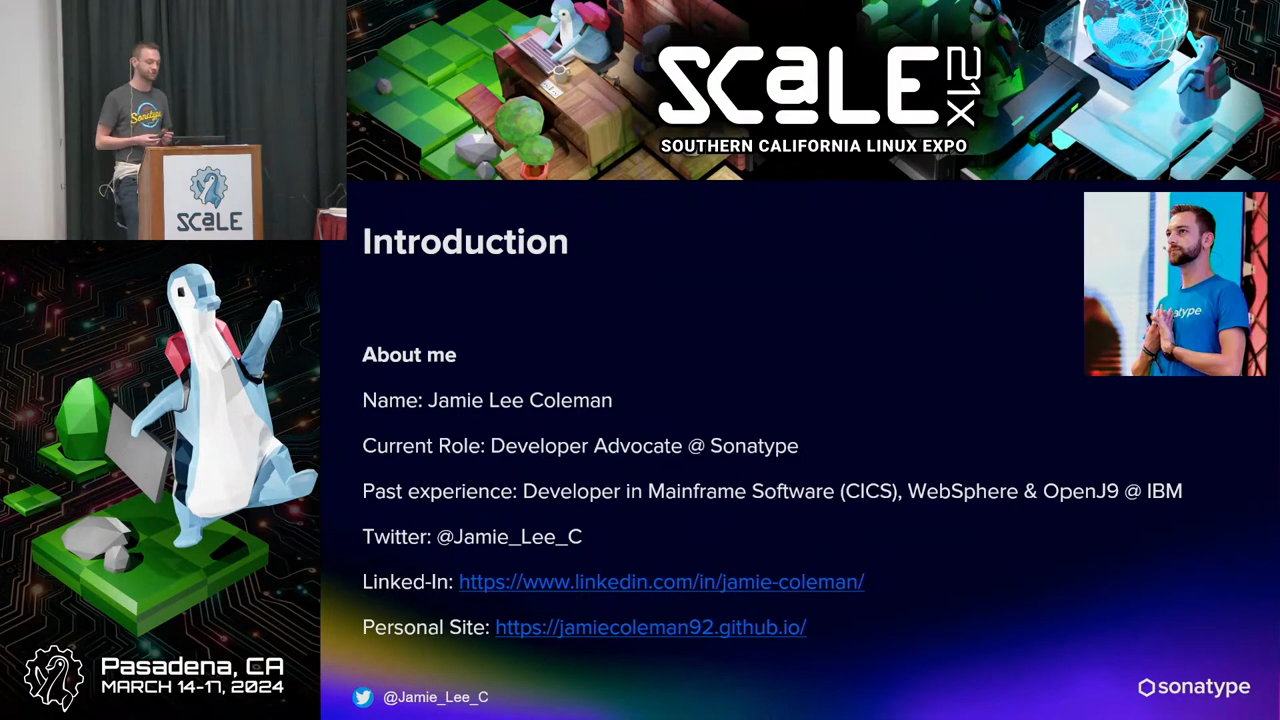 Sonatype
SCaLE
SCaLE 21X
SOUTHERN CALIFORNIA LINUX EXPO
Introduction
About me
Name: Jamie Lee Coleman
Current Role: Developer Advocate @ Sonatype
Past experience: Developer in Mainframe Software (CICS), WebSphere & OpenJ9 @ IBM
Twitter: @Jamie_Lee_C
Linked-In: https://www.linkedin.com/in/jamie-coleman/
Personal Site: https://jamiecoleman92.github.io/
@Jamie_Lee_C
sonatype
Pasadena, CA
MARCH 14-17, 2024